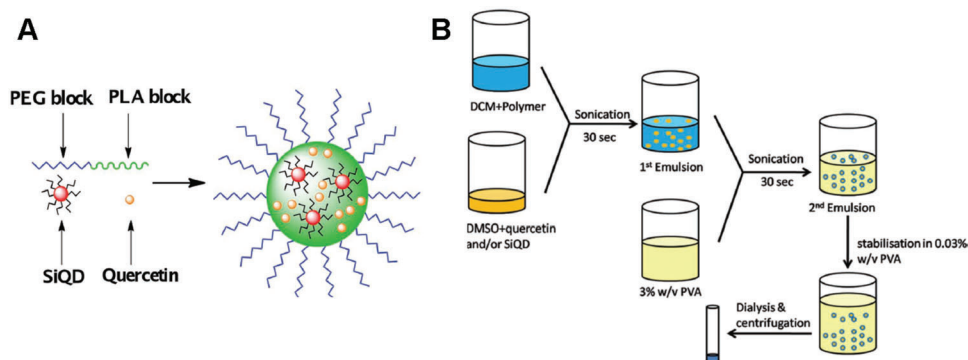 A
PEG block
PLA block
SiQD
Quercetin
B
DCM+Polymer
DMSO+quercetin
and/or SiQD
Sonication
30 sec
1st Emulsion
3% w/v PVA
Sonication
30 sec
2nd Emulsion
stabilisation in 0.03%
w/v PVA
Dialysis &
centrifugation